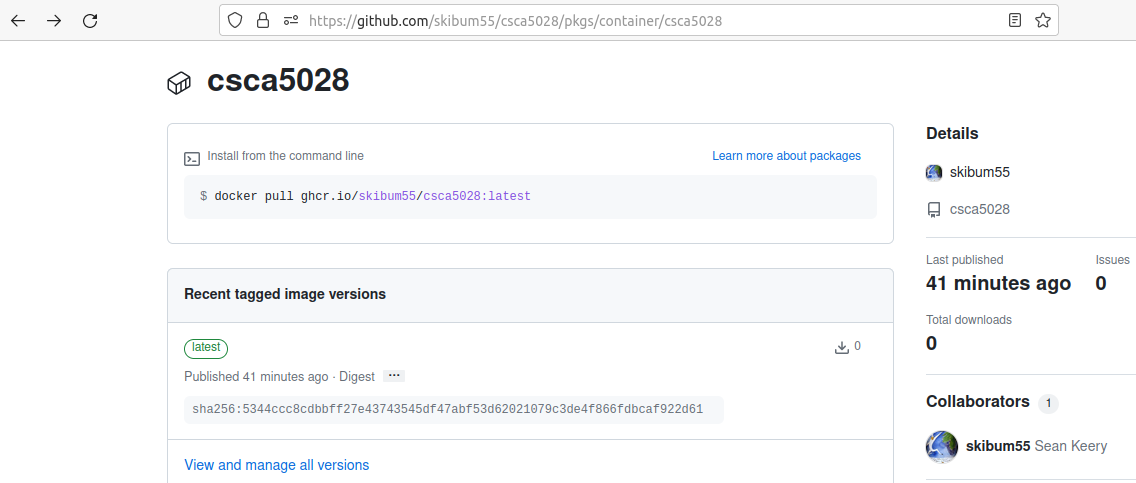 https://github.com/skibum55/csca5028/pkgs/container/csca5028
csca5028
Install from the command line
Learn more about packages
$ docker pull ghcr.io/skibum55/csca5028:latest
Recent tagged image versions
latest
0
Published 41 minutes ago · Digest ···
sha256:5344ccc8cdbbff27e43743545df47abf53d62021079c3de4f866fdbcaf922d61
View and manage all versions
Details
skibum55
csca5028
Last published
Issues
41 minutes ago
0
Total downloads
0
Collaborators 1
skibum55 Sean Keery